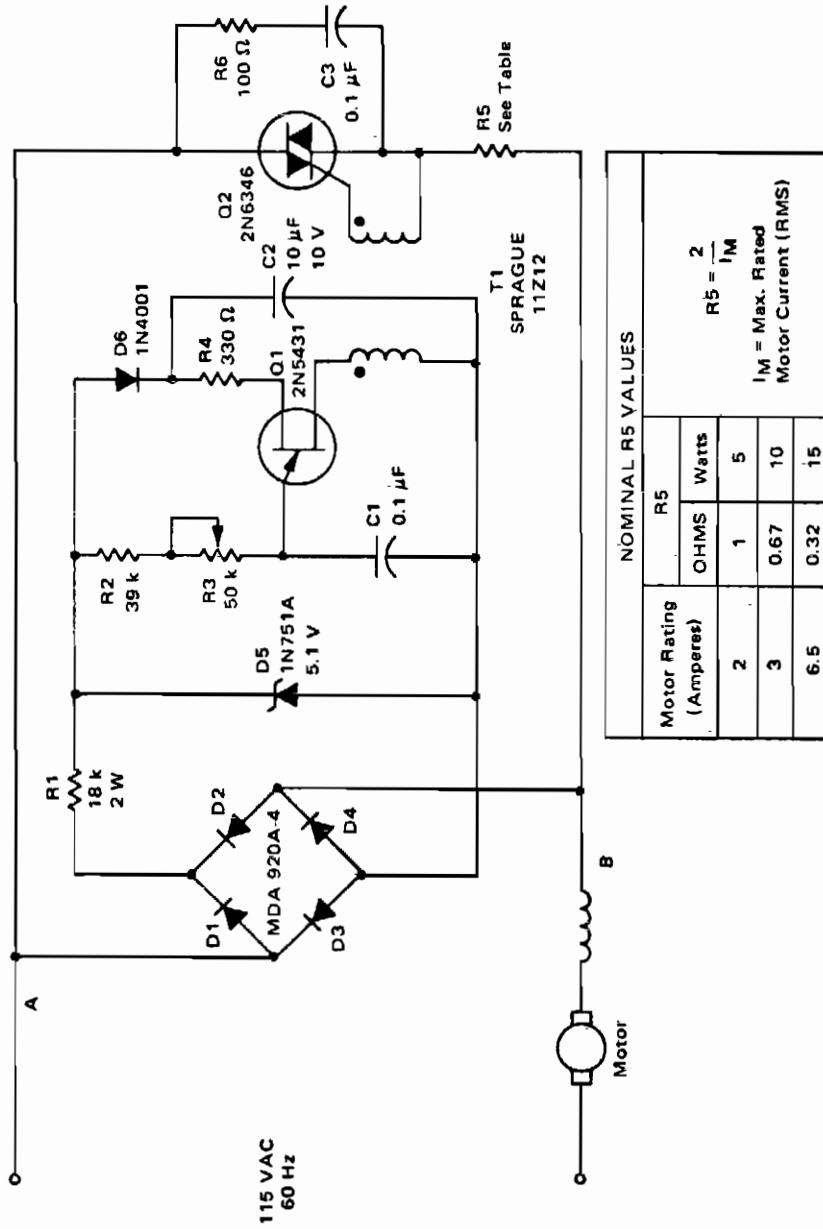 115 VAC
60 Hz
A
R1
18 k
2 W
D1
D2
MDA 920A-4
D3
D4
D5
1N751A
5.1 V
R2
39 k
R3
50 k
C1
0.1 µF
D6
1N4001
R4
330 Ω
Q1
2N5431
C2
10 µF
10 V
T1
SPRAGUE
11Z12
Q2
2N6346
R6
100 Ω
C3
0.1 µF
R5
See Table
Motor
B
NOMINAL R5 VALUES
Motor Rating
(Amperes)
R5
OHMS
Watts
2
1
5
3
0.67
10
6.5
0.32
15
R5 = 2
IM
IM = Max. Rated
Motor Current (RMS)